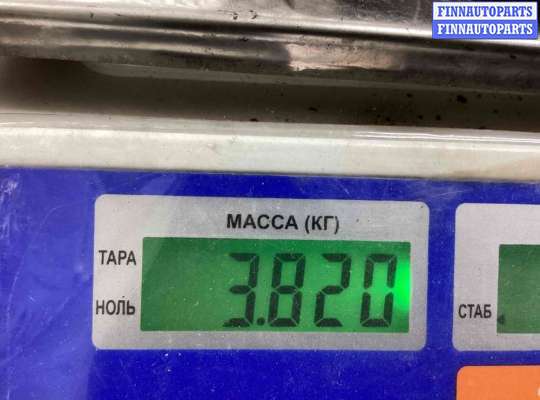 FINNAUTOPARTS
FINNAUTOPARTS
МАССА (КГ)
ТАРА
3.820
НОЛЬ
СТАБ